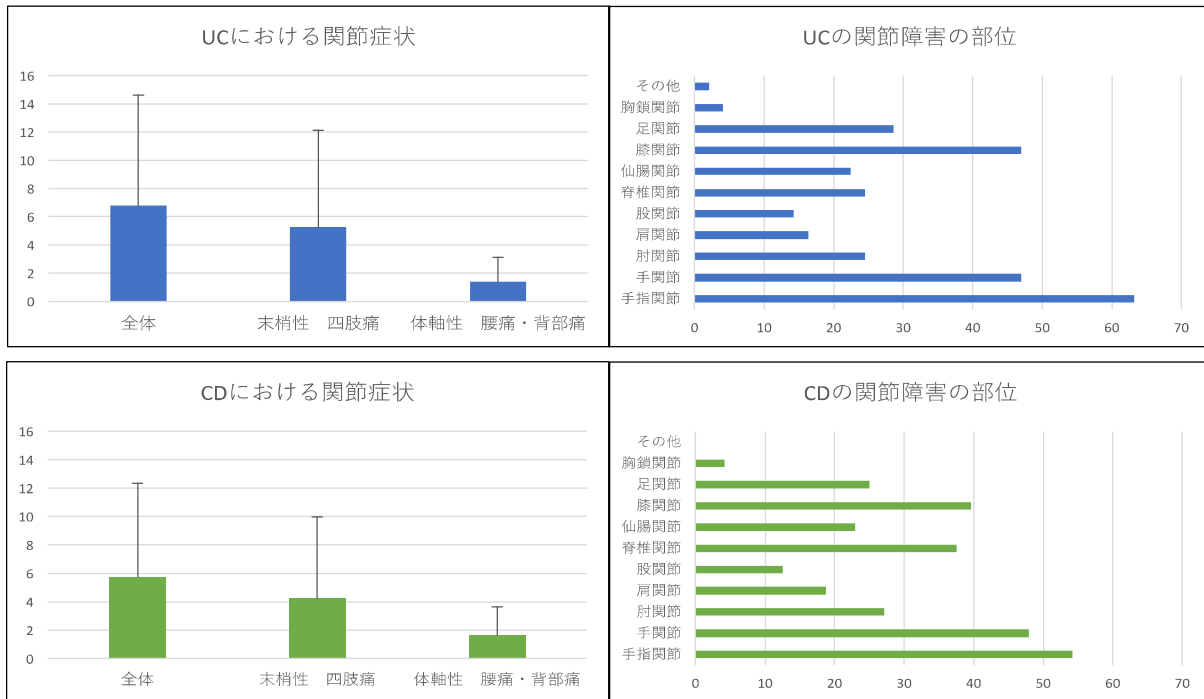 UCにおける関節症状
16
14
12
10
8
6
4
2
0
全体 末梢性 四肢痛 体軸性 腰痛・背部痛
UCの関節障害の部位
その他
胸鎖関節
足関節
膝関節
仙腸関節
脊椎関節
股関節
肩関節
肘関節
手関節
手指関節
0 10 20 30 40 50 60 70
CDにおける関節症状
16
14
12
10
8
6
4
2
0
全体 末梢性 四肢痛 体軸性 腰痛・背部痛
CDの関節障害の部位
その他
胸鎖関節
足関節
膝関節
仙腸関節
脊椎関節
股関節
肩関節
肘関節
手関節
手指関節
0 10 20 30 40 50 60 70